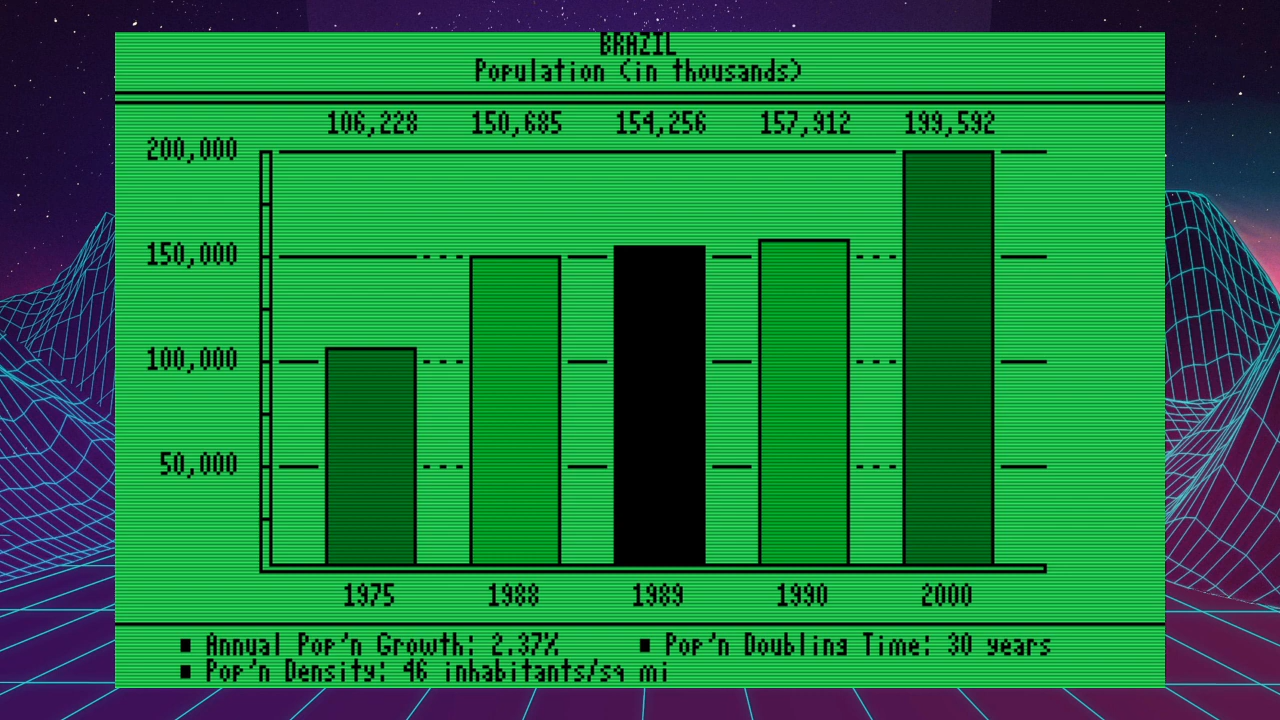 BRAZIL
Population (in thousands)
106,228 150,685 154,256 157,912 199,592
200,000
150,000
100,000
50,000
1975 1988 1989 1990 2000
■ Annual Pop'n Growth: 2.37% ■ Pop'n Doubling Time: 30 years
■ Pop'n Density: 46 inhabitants/sq mi